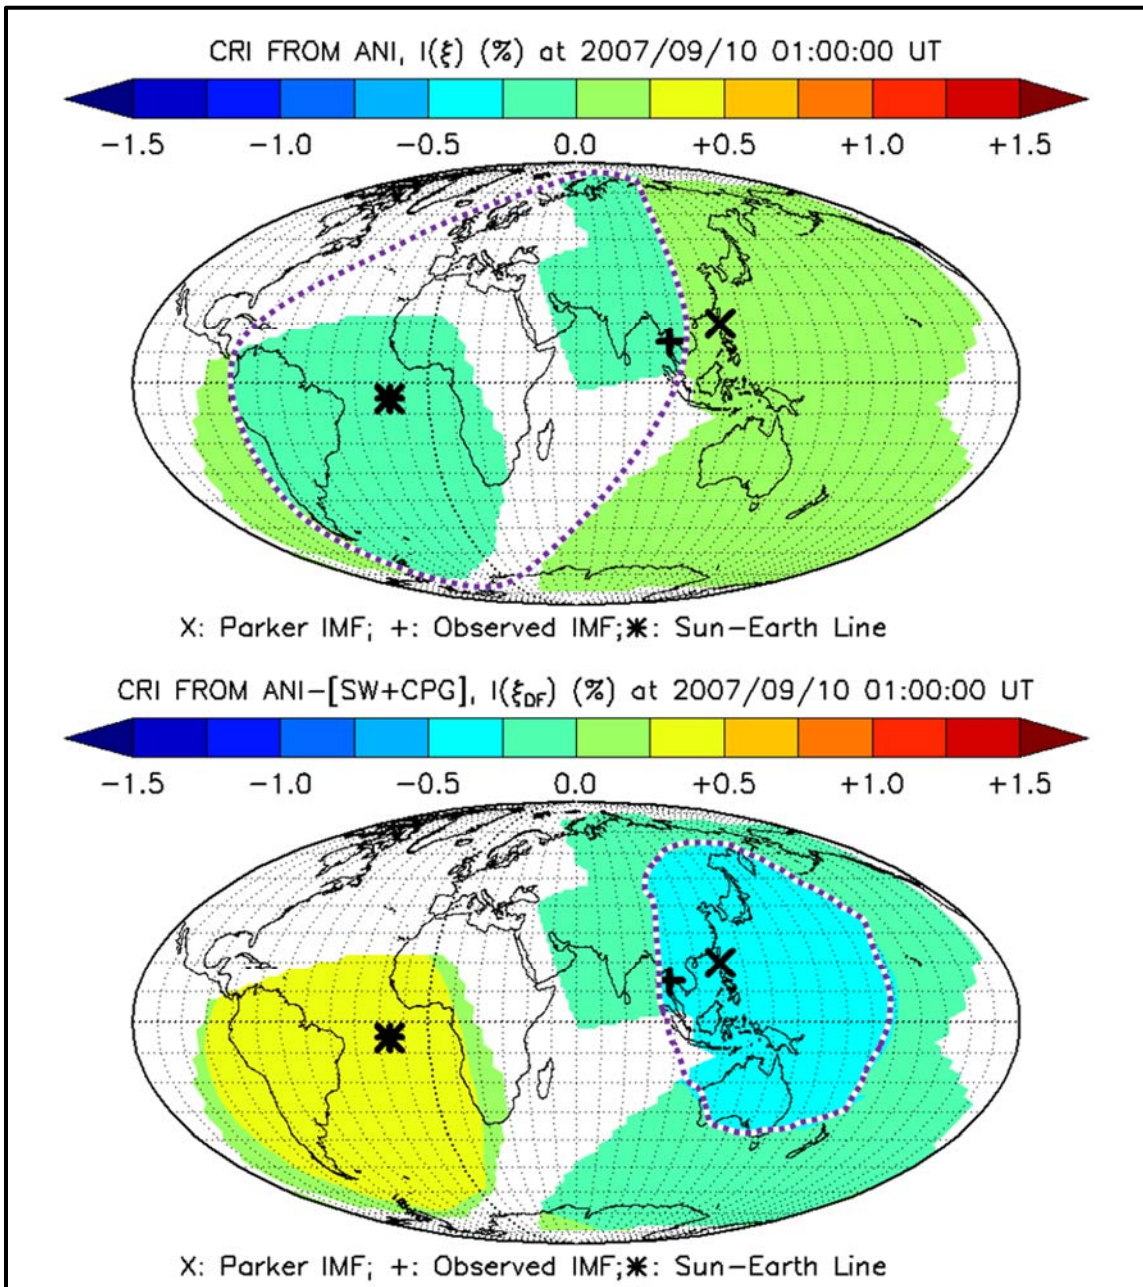 CRI FROM ANI, I(ξ) (%) at 2007/09/10 01:00:00 UT
−1.5 −1.0 −0.5 0.0 +0.5 +1.0 +1.5
X: Parker IMF; +: Observed IMF;✱: Sun−Earth Line
CRI FROM ANI−[SW+CPG], I(ξDF) (%) at 2007/09/10 01:00:00 UT
−1.5 −1.0 −0.5 0.0 +0.5 +1.0 +1.5
X: Parker IMF; +: Observed IMF;✱: Sun−Earth Line